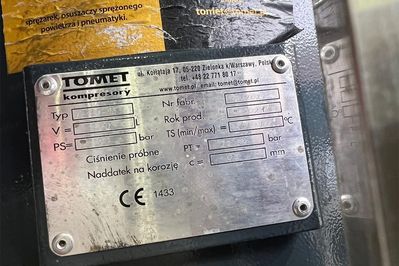 sprężarek, osuszaczy sprężonego
powietrza i pneumatyki.
TOMET
kompresory
ul. Kołłątaja 17, 05-220 Zielonka k/Warszawy, Polska
tel. +48 22 771 80 17
www.tomet.pl email: tomet@tomet.pl
Typ Nr fabr.
V = L Rok prod.
PS= bar TS (min/max) = °C
Ciśnienie próbne PT = bar
Naddatek na korozję c = mm
CE 1433